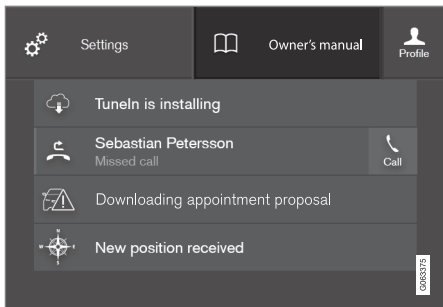 Settings
Owner's manual
Profile
TuneIn is installing
Sebastian Petersson
Missed call
Call
Downloading appointment proposal
N
W E
S
New position received
G063375